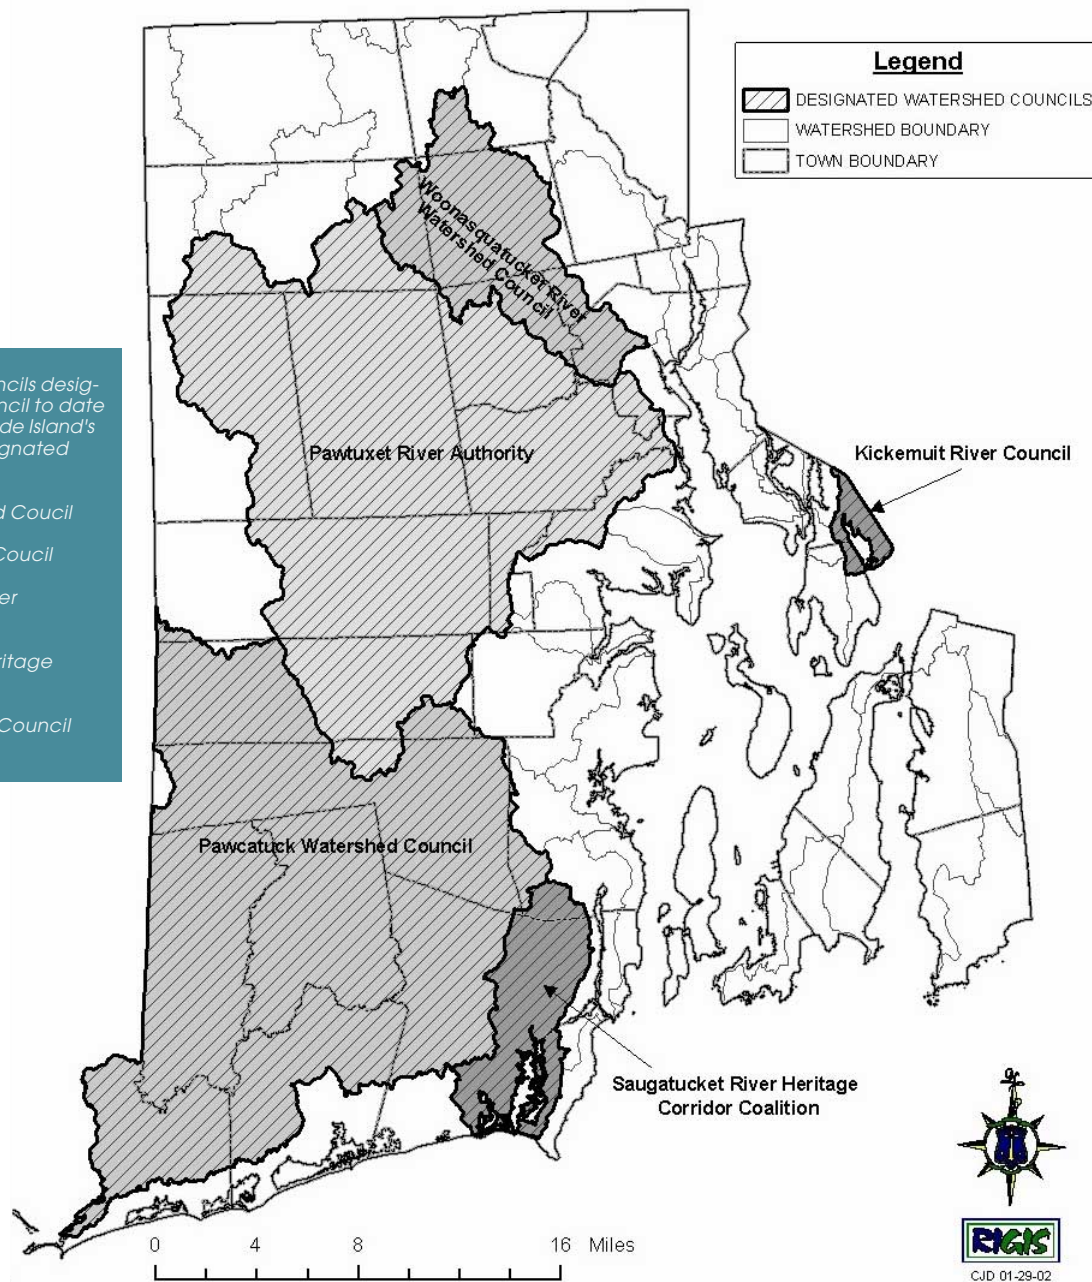 Legend
DESIGNATED WATERSHED COUNCILS
WATERSHED BOUNDARY
TOWN BOUNDARY
Woonasquatucker River
Watershed Council
ncils desig-
ncil to date
de Island's
gnated
d Coucil
Coucil
er
ritage
Council
Pawtuxet River Authority
Kickemuit River Council
Pawcatuck Watershed Council
Saugatucket River Heritage
Corridor Coalition
0 4 8 16 Miles
RIGIS
CJD 01-29-02